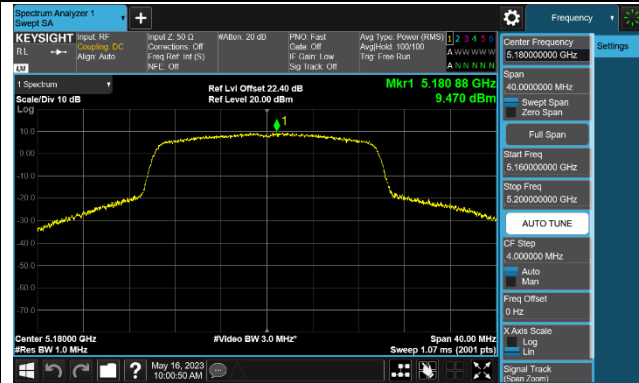 Spectrum Analyzer 1
Swept SA
Frequency
KEYSIGHT
RL
LXI
Input: RF
Coupling: DC
Align: Auto
Input Z: 50 Ω
Corrections: Off
Freq Ref: Int (S)
NFE: Off
#Atten: 20 dB
PNO: Fast
Gate: Off
IF Gain: Low
Sig Track: Off
Avg Type: Power (RMS)
Avg|Hold: 100/100
Trig: Free Run
1 2 3 4 5 6
A W W W W W
A N N N N N
1 Spectrum
Scale/Div 10 dB
Log
Ref Lvl Offset 22.40 dB
Ref Level 20.00 dBm
Mkr1 5.180 88 GHz
9.470 dBm
1
10.0
0.00
-10.0
-20.0
-30.0
-40.0
-50.0
-60.0
-70.0
Center 5.18000 GHz
#Res BW 1.0 MHz
#Video BW 3.0 MHz*
Span 40.00 MHz
Sweep 1.07 ms (2001 pts)
May 16, 2023
10:00:50 AM
Center Frequency
5.180000000 GHz
Settings
Span
40.0000000 MHz
Swept Span
Zero Span
Full Span
Start Freq
5.160000000 GHz
Stop Freq
5.200000000 GHz
AUTO TUNE
CF Step
4.000000 MHz
Auto
Man
Freq Offset
0 Hz
X Axis Scale
Log
Lin
Signal Track
(Span Zoom)